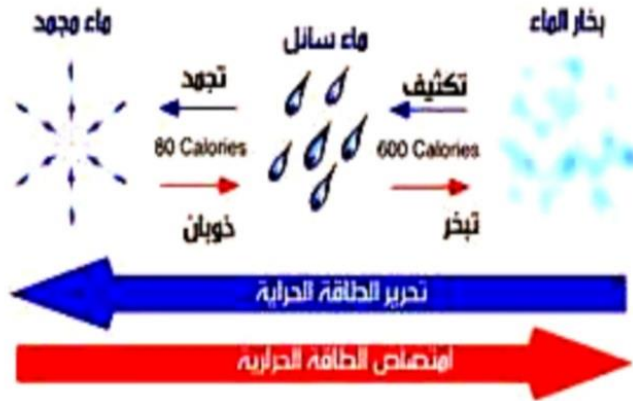 بخار الماء
ماء سائل
ماء مجمد
تكثيف
تجمد
600 Calories
80 Calories
تبخر
ذوبان
تحرير الطاقة الحراية
امتصاص الطاقة الحرارية